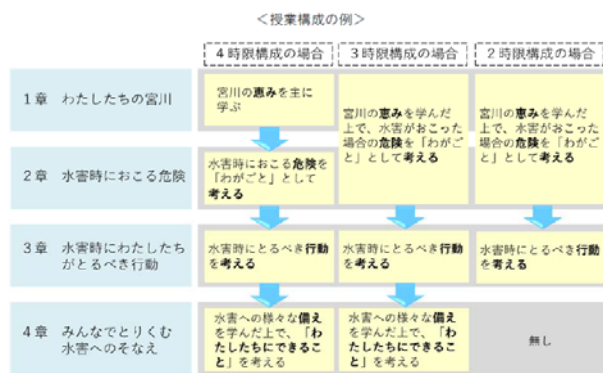 ＜授業構成の例＞
４時限構成の場合
３時限構成の場合
２時限構成の場合
１章　わたしたちの宮川
宮川の恵みを主に
学ぶ
宮川の恵みを学んだ
上で、水害がおこった
場合の危険を「わがご
と」として考える
宮川の恵みを学んだ
上で、水害がおこった
場合の危険を「わがご
と」として考える
２章　水害時におこる危険
水害時におこる危険を
「わがごと」として
考える
３章　水害時にわたしたち
がとるべき行動
水害時にとるべき行動
を考える
水害時にとるべき行動
を考える
水害時にとるべき行動
を考える
４章　みんなでとりくむ
水害へのそなえ
水害への様々な備え
を学んだ上で、「わ
たしたちにできるこ
と」を考える
水害への様々な備え
を学んだ上で、「わ
たしたちにできるこ
と」を考える
無し